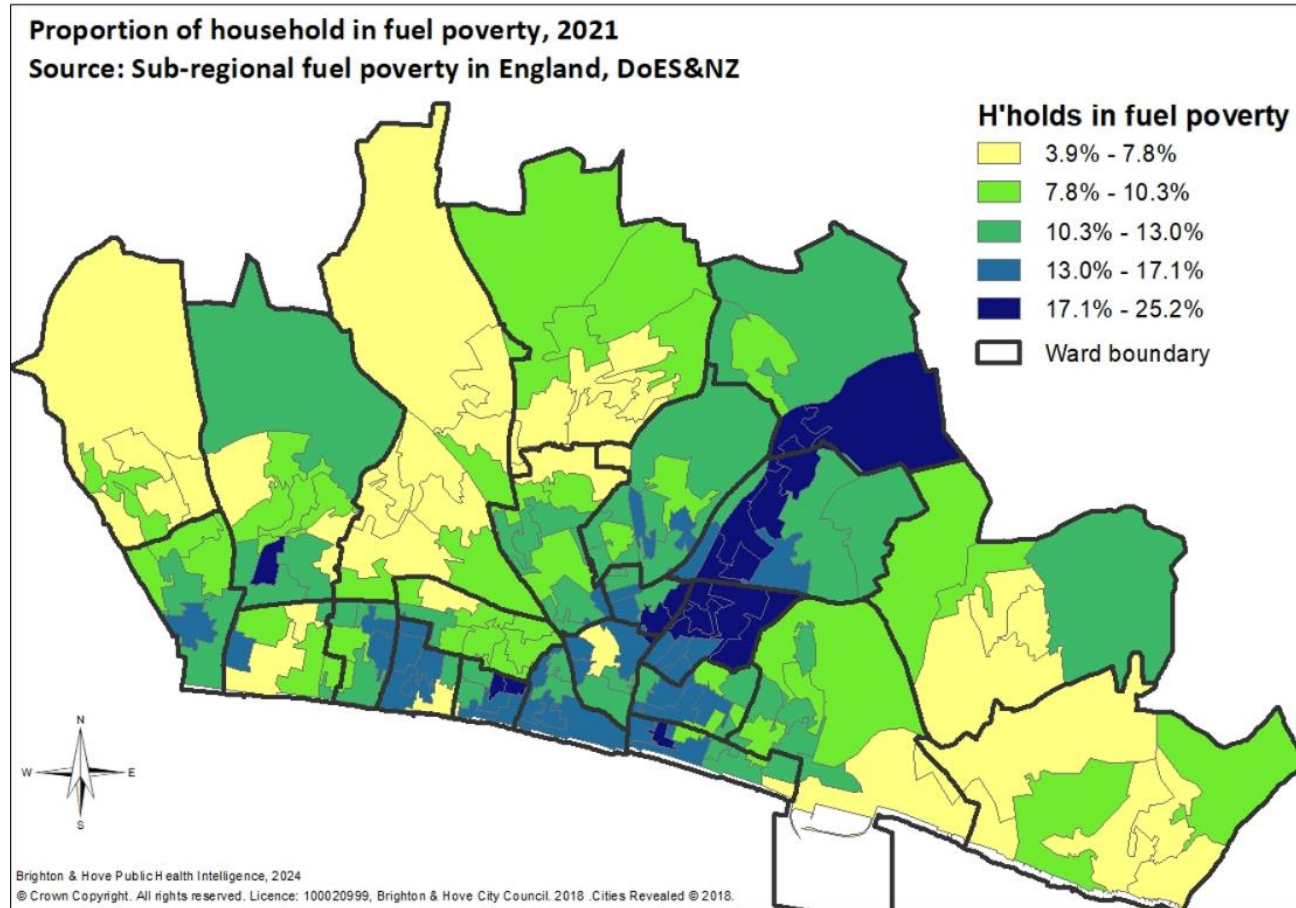 Proportion of household in fuel poverty, 2021
Source: Sub-regional fuel poverty in England, DoES&NZ
H'holds in fuel poverty
3.9% - 7.8%
7.8% - 10.3%
10.3% - 13.0%
13.0% - 17.1%
17.1% - 25.2%
Ward boundary
N
W E
S
Brighton & Hove Public Health Intelligence, 2024
© Crown Copyright. All rights reserved. Licence: 100020999, Brighton & Hove City Council. 2018 .Cities Revealed © 2018.